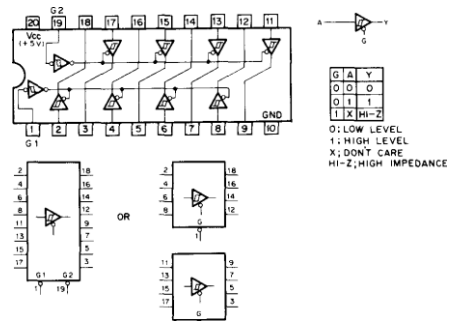 G2
20 19 18 17 16 15 14 13 12 11
Vcc
(+5V)
GND
1 2 3 4 5 6 7 8 9 10
G1
A Y
G
G A Y
0 0 0
0 1 1
1 X HI-Z
0; LOW LEVEL
1; HIGH LEVEL
X; DON'T CARE
HI-Z; HIGH IMPEDANCE
2 18
4 16
6 14
8 12
11 9
13 7
15 5
17 3
G1 G2
1 19
OR
2 18
4 16
6 14
8 12
G
1
11 9
13 7
15 5
17 3
G